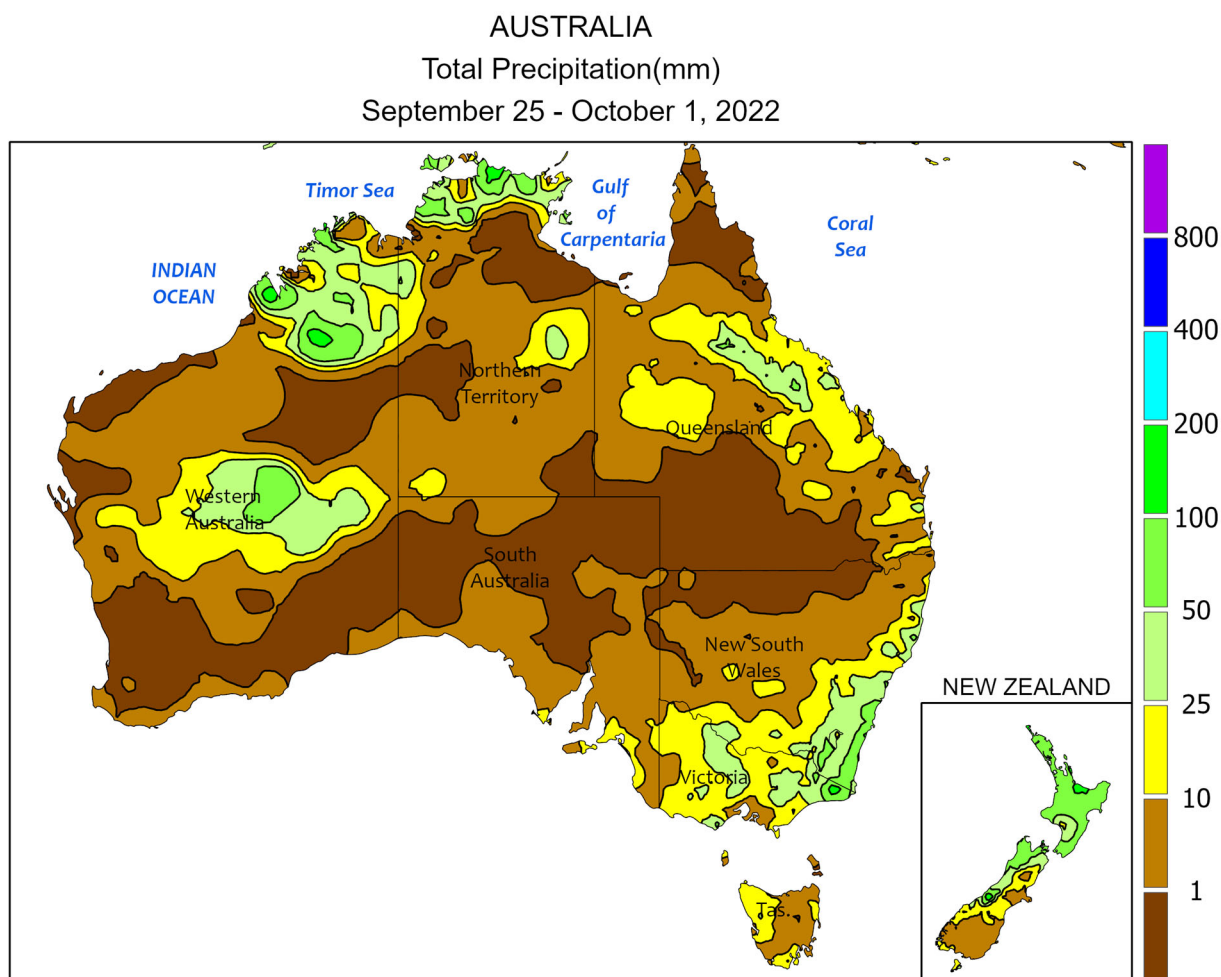 AUSTRALIA
Total Precipitation(mm)
September 25 - October 1, 2022
Timor Sea
Gulf
of
Carpentaria
Coral
Sea
INDIAN
OCEAN
800
400
200
100
50
25
10
1
Northern
Territory
Queensland
Western
Australia
South
Australia
New South
Wales
Victoria
Tas.
NEW ZEALAND